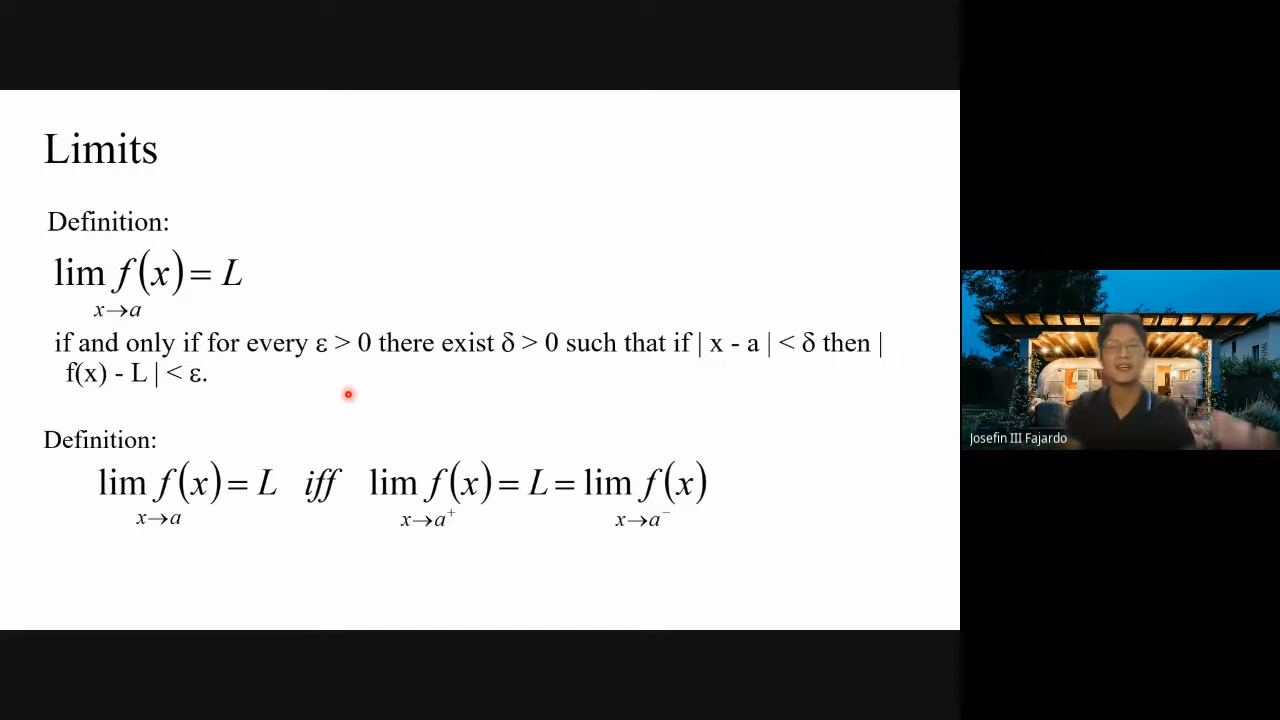 Limits
Definition:
lim f(x) = L
x→a
if and only if for every ε > 0 there exist δ > 0 such that if | x - a | < δ then |
f(x) - L | < ε.
Definition:
lim f(x) = L iff lim f(x) = L = lim f(x)
x→a x→a⁺ x→a⁻
Josefin III Fajardo